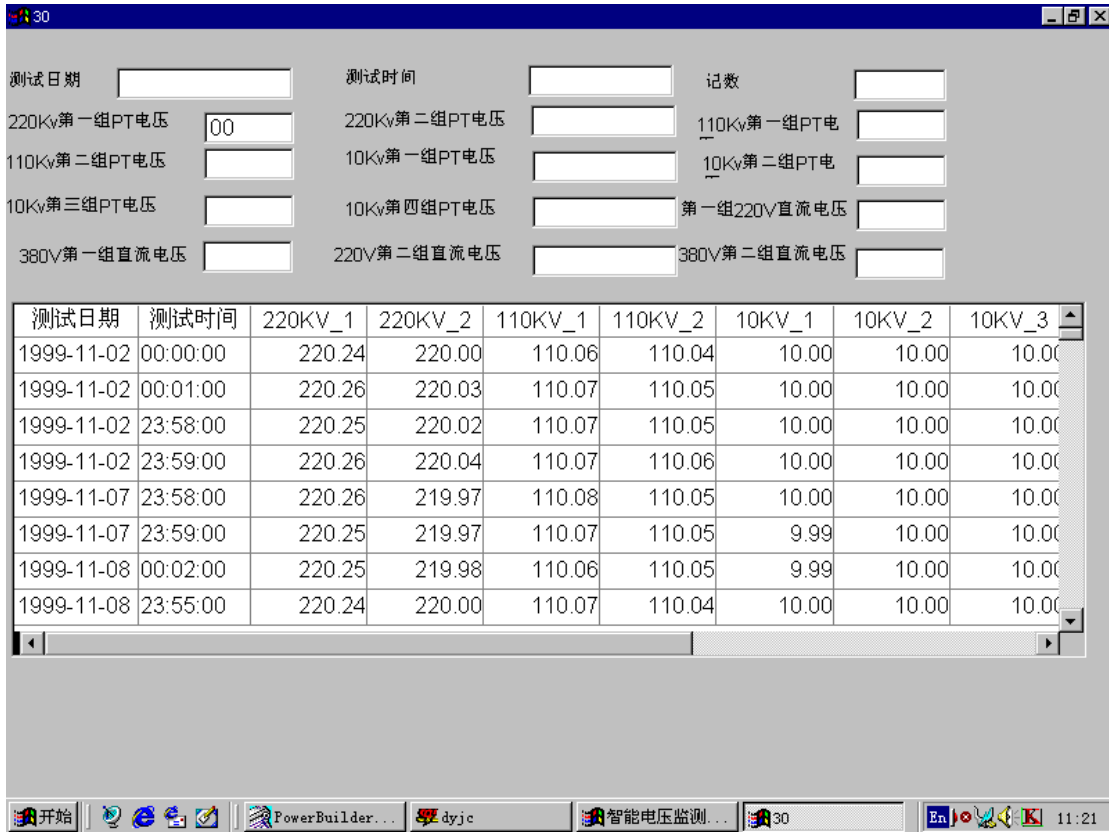 30
测试日期 测试时间 记数
220Kv第一组PT电压 00 220Kv第二组PT电压 110Kv第一组PT电
110Kv第二组PT电压 10Kv第一组PT电压 10Kv第二组PT电
10Kv第三组PT电压 10Kv第四组PT电压 第一组220V直流电压
380V第一组直流电压 220V第二组直流电压 380V第二组直流电压
测试日期 测试时间 220KV_1 220KV_2 110KV_1 110KV_2 10KV_1 10KV_2 10KV_3
1999-11-02 00:00:00 220.24 220.00 110.06 110.04 10.00 10.00 10.00
1999-11-02 00:01:00 220.26 220.03 110.07 110.05 10.00 10.00 10.00
1999-11-02 23:58:00 220.25 220.02 110.07 110.05 10.00 10.00 10.00
1999-11-02 23:59:00 220.26 220.04 110.07 110.06 10.00 10.00 10.00
1999-11-07 23:58:00 220.26 219.97 110.08 110.05 10.00 10.00 10.00
1999-11-07 23:59:00 220.25 219.97 110.07 110.05 9.99 10.00 10.00
1999-11-08 00:02:00 220.25 219.98 110.06 110.05 9.99 10.00 10.00
1999-11-08 23:55:00 220.24 220.00 110.07 110.04 10.00 10.00 10.00
开始 PowerBuilder... dyjc 智能电压监测... 30 En K 11:21